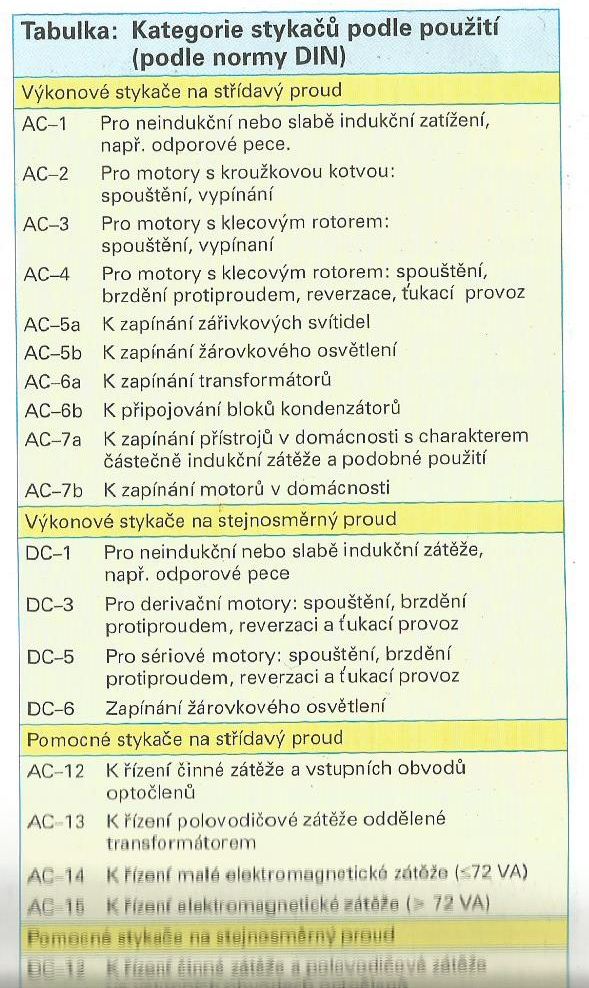 Tabulka: Kategorie stykačů podle použití
(podle normy DIN)
Výkonové stykače na střídavý proud
AC–1 Pro neindukční nebo slabě indukční zatížení,
např. odporové pece.
AC–2 Pro motory s kroužkovou kotvou:
spouštění, vypínání
AC–3 Pro motory s klecovým rotorem:
spouštění, vypínaní
AC–4 Pro motory s klecovým rotorem: spouštění,
brzdění protiproudem, reverzace, ťukací provoz
AC–5a K zapínání zářivkových svítidel
AC–5b K zapínání žárovkového osvětlení
AC–6a K zapínání transformátorů
AC–6b K připojování bloků kondenzátorů
AC–7a K zapínání přístrojů v domácnosti s charakterem
částečně indukční zátěže a podobné použití
AC–7b K zapínání motorů v domácnosti
Výkonové stykače na stejnosměrný proud
DC–1 Pro neindukční nebo slabě indukční zátěže,
např. odporové pece
DC–3 Pro derivační motory: spouštění, brzdění
protiproudem, reverzaci a ťukací provoz
DC–5 Pro sériové motory: spouštění, brzdění
protiproudem, reverzaci a ťukací provoz
DC–6 Zapínání žárovkového osvětlení
Pomocné stykače na střídavý proud
AC–12 K řízení činné zátěže a vstupních obvodů
optočlenů
AC–13 K řízení polovodičové zátěže oddělené
transformátorem
AC–14 K řízení malé elektromagnetické zátěže (≤72 VA)
AC–15 K řízení elektromagnetické zátěže (> 72 VA)
Pomocné stykače na stejnosměrný proud
K řízení činné zátěže a polovodičové zátěže